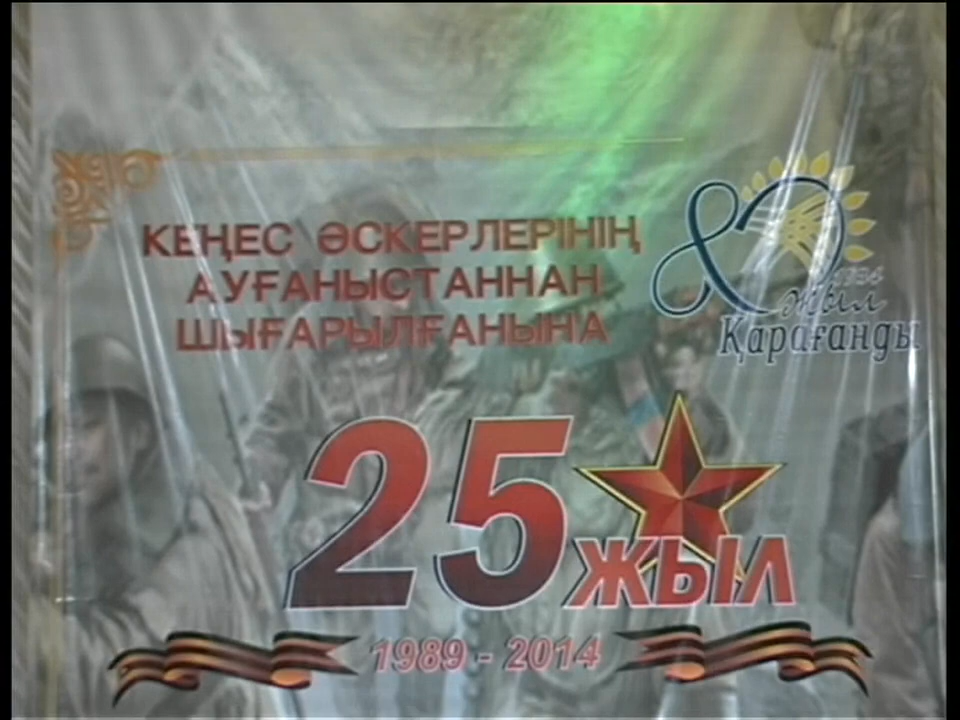 КЕҢЕС ӘСКЕРЛЕРІНІҢ
АУҒАНЫСТАННАН
ШЫҒАРЫЛҒАНЫНА
80
1934
жыл
Қарағанды
25
ЖЫЛ
1989 - 2014